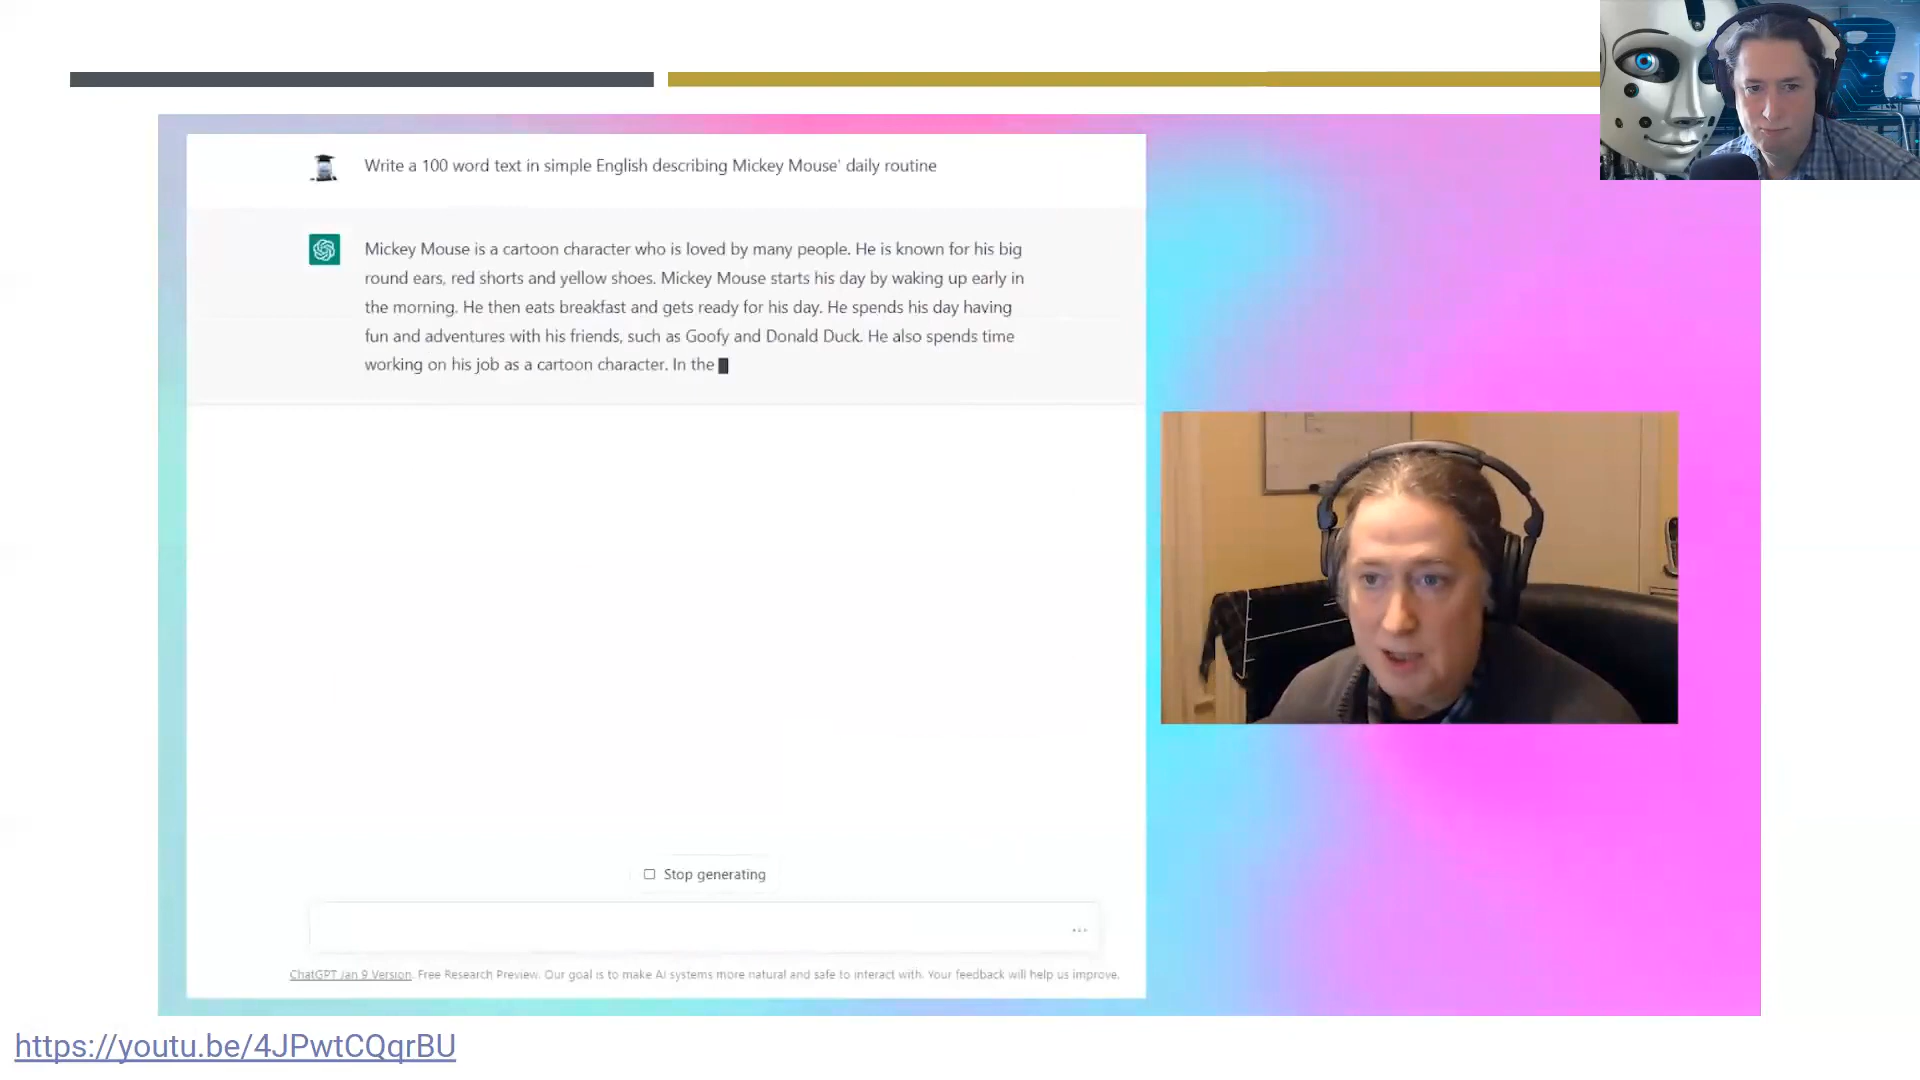 Write a 100 word text in simple English describing Mickey Mouse' daily routine
Mickey Mouse is a cartoon character who is loved by many people. He is known for his big
round ears, red shorts and yellow shoes. Mickey Mouse starts his day by waking up early in
the morning. He then eats breakfast and gets ready for his day. He spends his day having
fun and adventures with his friends, such as Goofy and Donald Duck. He also spends time
working on his job as a cartoon character. In the
Stop generating
ChatGPT Jan 9 Version. Free Research Preview. Our goal is to make AI systems more natural and safe to interact with. Your feedback will help us improve.
https://youtu.be/4JPwtCQqrBU